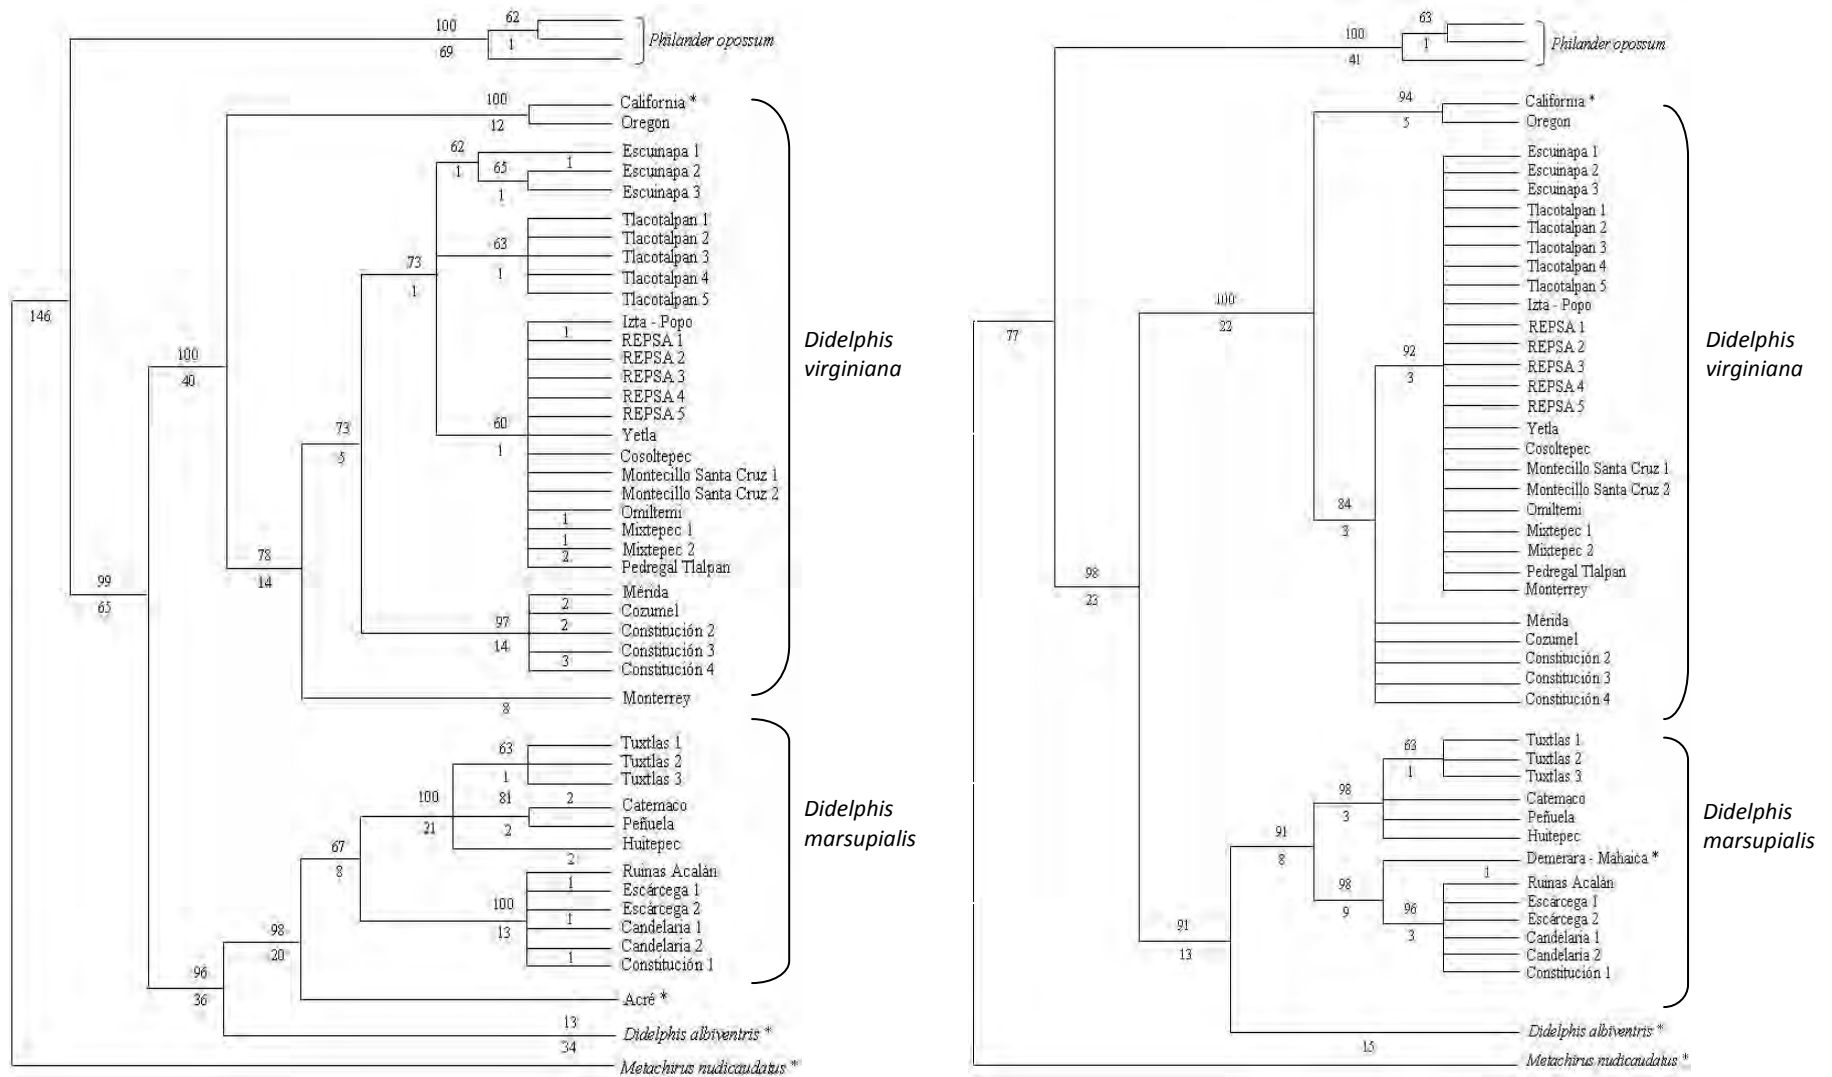 62
100
1
69
Philander opossum
100
California *
12
Oregon
62
Escuinapa 1
1
65
1
Escuinapa 2
1
Escuinapa 3
Tlacotalpan 1
Tlacotalpan 2
63
Tlacotalpan 3
1
Tlacotalpan 4
Tlacotalpan 5
73
1
146
Izta - Popo
1
REPSA 1
REPSA 2
REPSA 3
REPSA 4
REPSA 5
60
Yetla
1
Cosoltepec
Montecillo Santa Cruz 1
Montecillo Santa Cruz 2
Omiltemi
1
Mixtepec 1
1
Mixtepec 2
2
Pedregal Tlalpan
100
40
73
5
78
14
99
65
Mérida
2
Cozumel
97
2
Constitución 2
14
Constitución 3
3
Constitución 4
Monterrey
8
Didelphis
virginiana
Tuxtlas 1
63
Tuxtlas 2
1
Tuxtlas 3
100
21
81
2
Catemaco
2
Peñuela
Huitepec
2
67
8
Ruinas Acalán
1
Escárcega 1
100
Escárcega 2
13
1
Candelaria 1
Candelaria 2
1
Constitución 1
98
20
96
36
Acré *
Didelphis
marsupialis
13
Didelphis albiventris *
34
Metachirus nudicaudatus *
63
100
1
41
Philander opossum
94
California *
5
Oregon
Escuinapa 1
Escuinapa 2
Escuinapa 3
Tlacotalpan 1
Tlacotalpan 2
Tlacotalpan 3
Tlacotalpan 4
Tlacotalpan 5
Izta - Popo
REPSA 1
REPSA 2
REPSA 3
REPSA 4
REPSA 5
Yetla
Cosoltepec
Montecillo Santa Cruz 1
Montecillo Santa Cruz 2
Omiltemi
Mixtepec 1
Mixtepec 2
Pedregal Tlalpan
Monterrey
100
22
77
92
3
84
3
98
23
Mérida
Cozumel
Constitución 2
Constitución 3
Constitución 4
Didelphis
virginiana
Tuxtlas 1
63
Tuxtlas 2
1
Tuxtlas 3
98
Catemaco
3
Peñuela
Huitepec
91
8
Demerara - Mahaica *
1
98
9
Ruinas Acalán
Escárcega 1
96
Escárcega 2
3
Candelaria 1
Candelaria 2
Constitución 1
91
13
Didelphis
marsupialis
Didelphis albiventris *
15
Metachirus nudicaudatus *